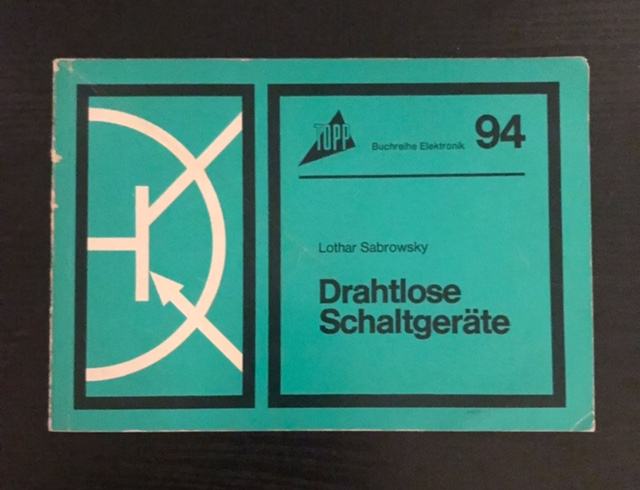 TOPP
Buchreihe Elektronik 94
Lothar Sabrowsky
Drahtlose
Schaltgeräte